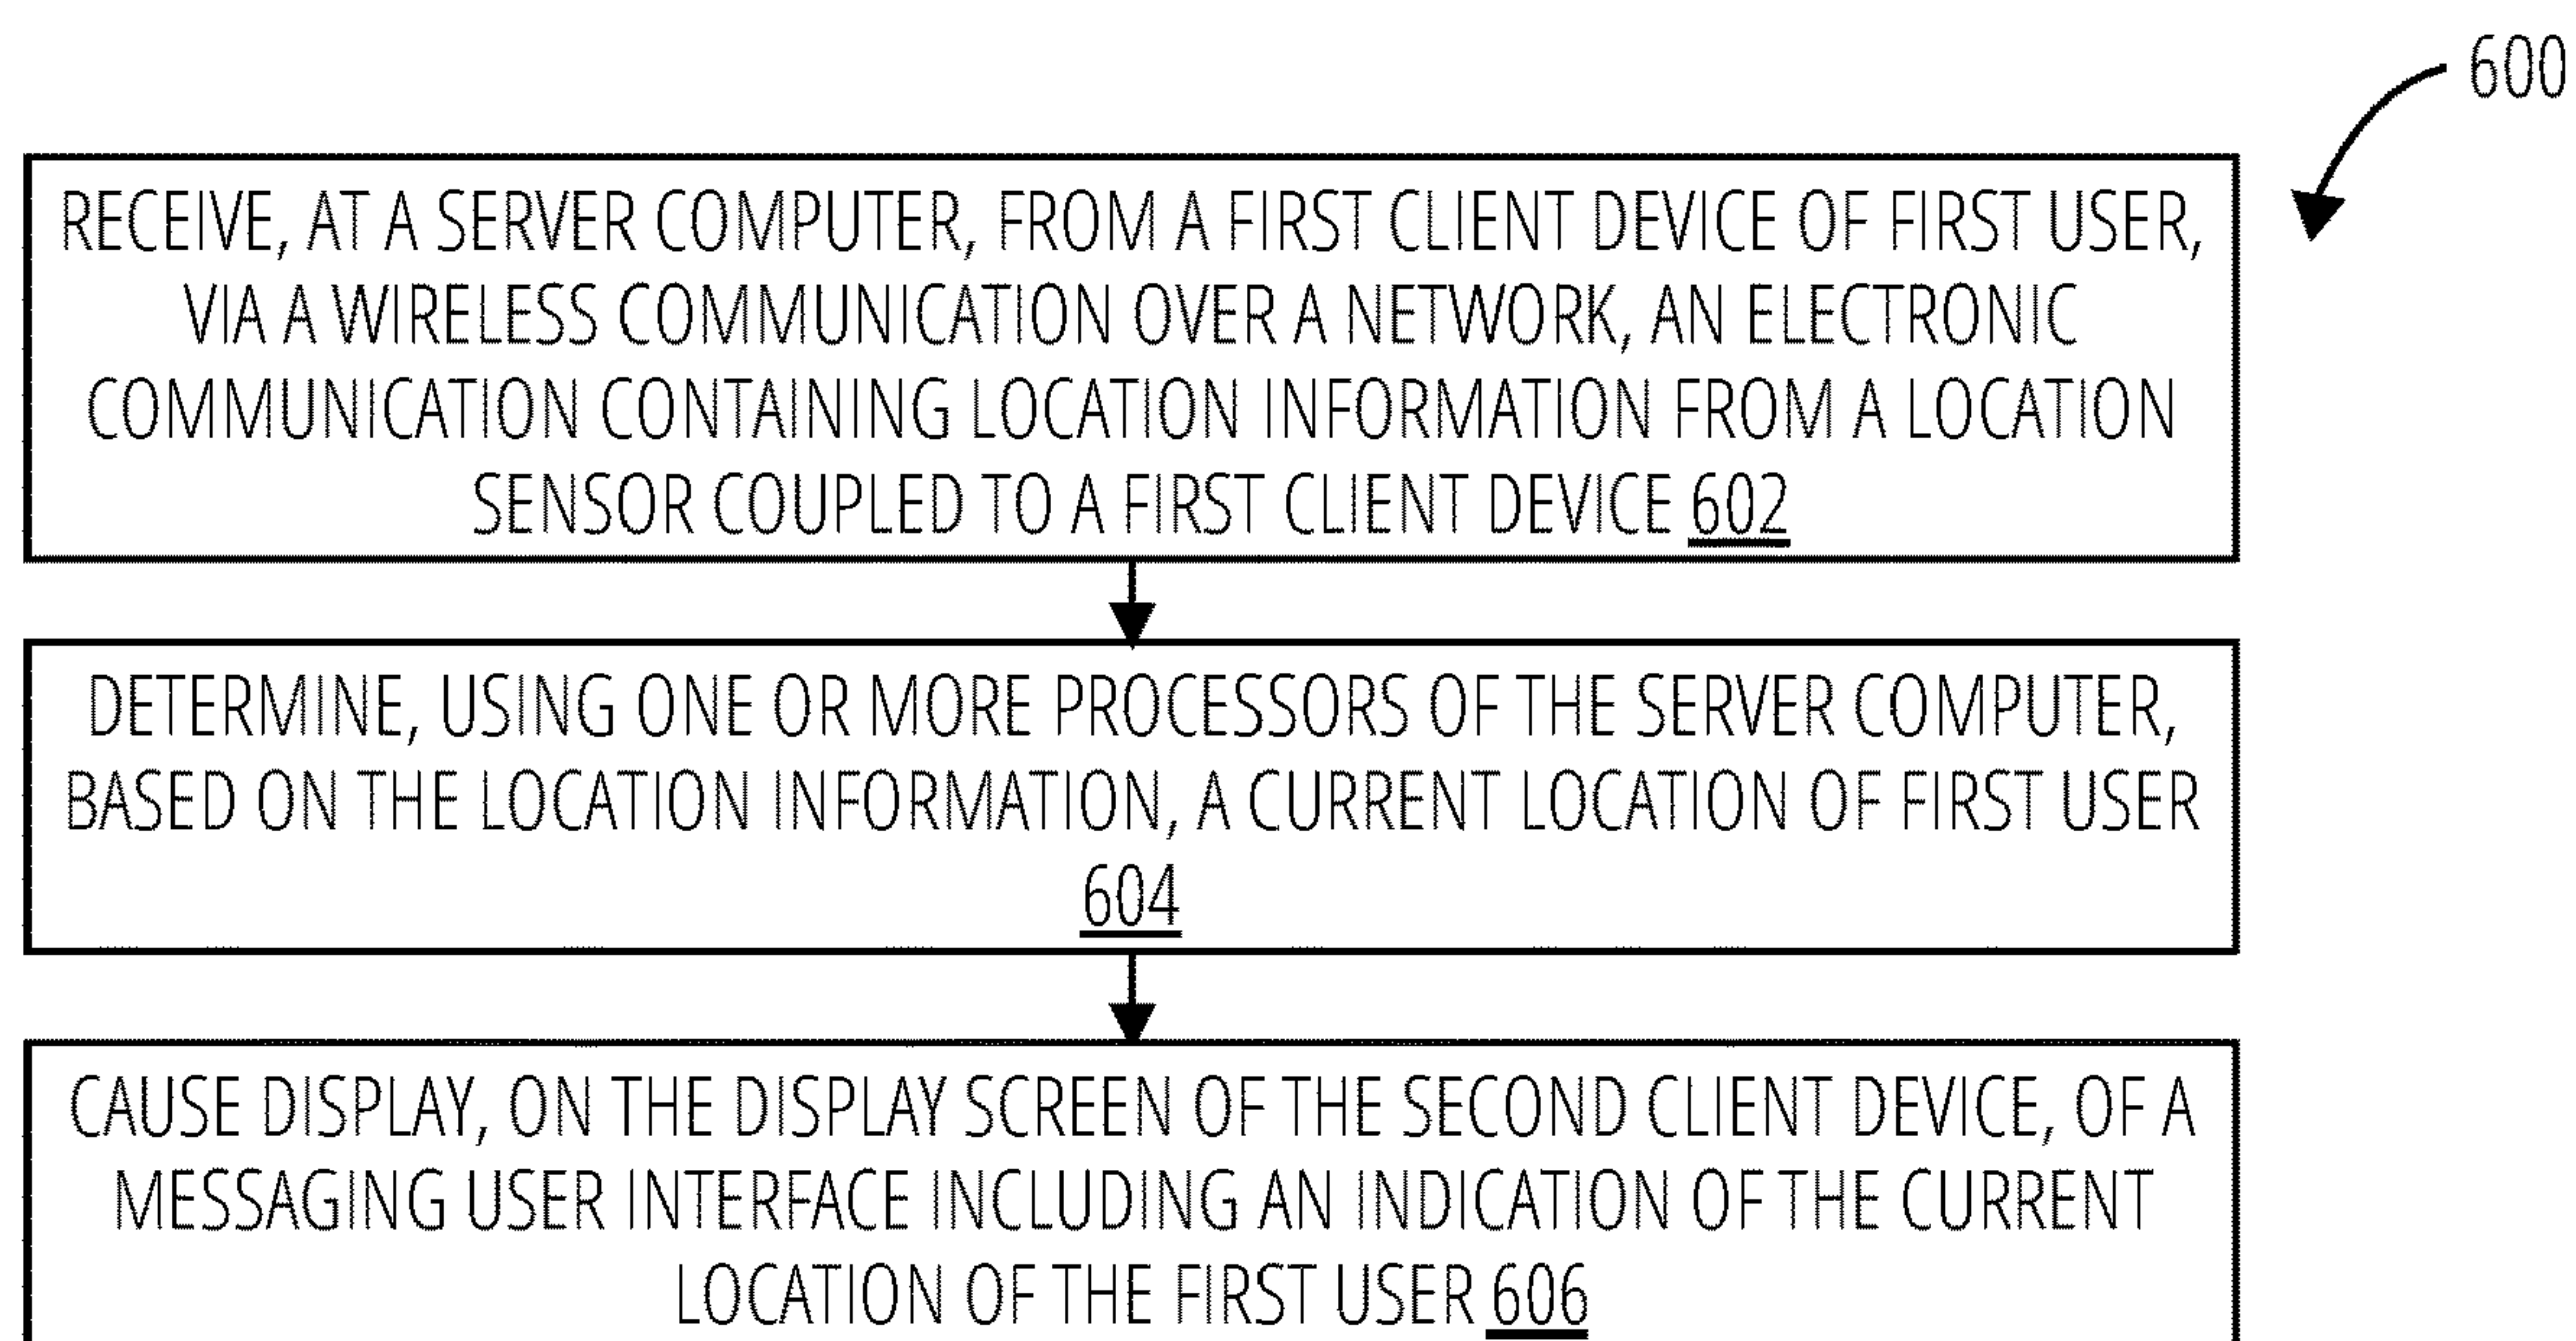 600
RECEIVE, AT A SERVER COMPUTER, FROM A FIRST CLIENT DEVICE OF FIRST USER,
VIA A WIRELESS COMMUNICATION OVER A NETWORK, AN ELECTRONIC
COMMUNICATION CONTAINING LOCATION INFORMATION FROM A LOCATION
SENSOR COUPLED TO A FIRST CLIENT DEVICE 602
DETERMINE, USING ONE OR MORE PROCESSORS OF THE SERVER COMPUTER,
BASED ON THE LOCATION INFORMATION, A CURRENT LOCATION OF FIRST USER
604
CAUSE DISPLAY, ON THE DISPLAY SCREEN OF THE SECOND CLIENT DEVICE, OF A
MESSAGING USER INTERFACE INCLUDING AN INDICATION OF THE CURRENT
LOCATION OF THE FIRST USER 606